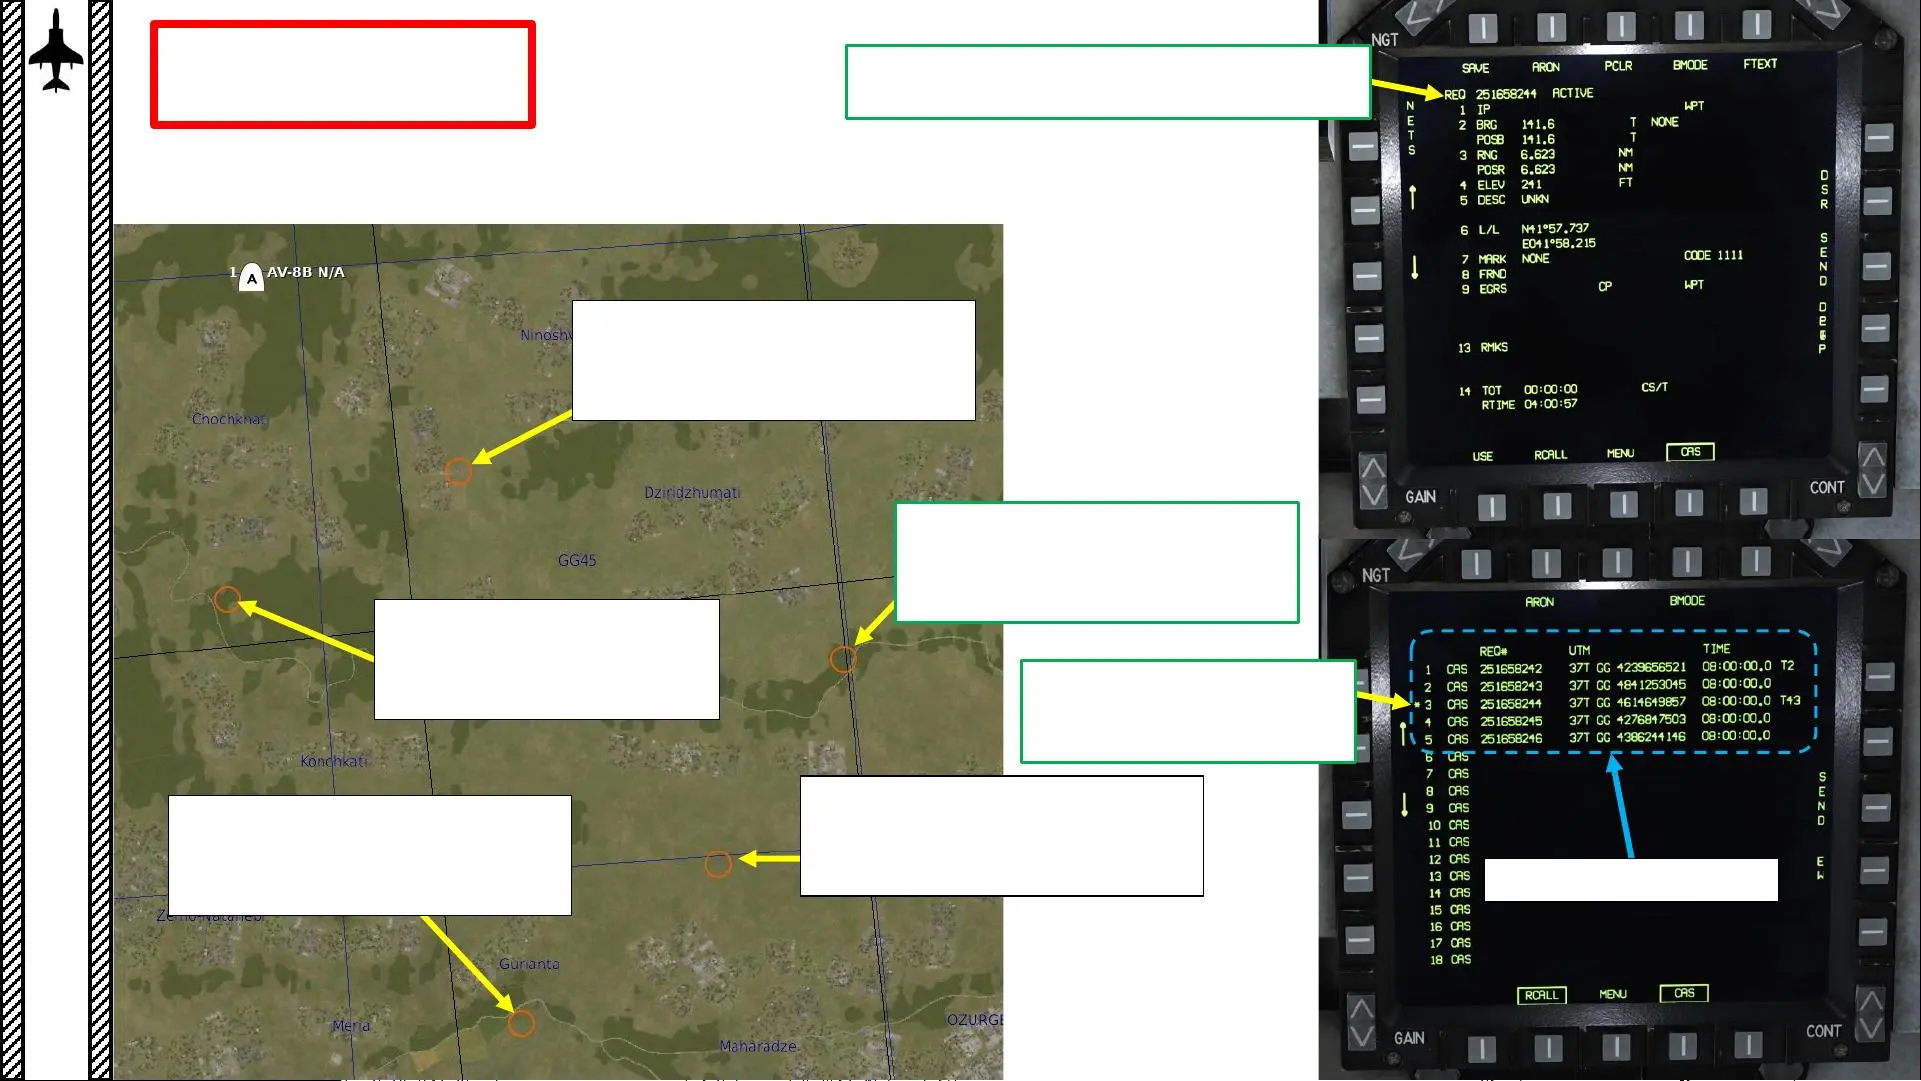 1 A AV-8B N/A
Chochknati
Dziridzhumati
GG45
Konchkati
Gurianta
Meria
Maharadze
OZURGE
NGT
SAVE ARON PCLR BMODE FTEXT
REQ 251658244 ACTIVE
1 IP WPT
2 BRG 141.6 T NONE
POSB 141.6 T
3 RNG 6.623 NM
POSR 6.623 NM
4 ELEV 241 FT
5 DESC UNKN
6 L/L N41°57.737
E041°58.215
7 MARK NONE CODE 1111
8 FRND
9 EGRS CP WPT
13 RMKS
14 TOT 00:00:00 CS/T
RTIME 04:00:57
NETS
DSR
SEND
USE RCALL MENU CAS
GAIN CONT
NGT
ARON BMODE
REQ# UTM TIME
1 CAS 251658242 37T GG 4239656521 08:00:00.0 T2
2 CAS 251658243 37T GG 4841253045 08:00:00.0
* 3 CAS 251658244 37T GG 4614649857 08:00:00.0 T43
4 CAS 251658245 37T GG 4276847503 08:00:00.0
5 CAS 251658246 37T GG 4386244146 08:00:00.0
6 CAS
7 CAS
8 CAS
9 CAS
10 CAS
11 CAS
12 CAS
13 CAS
14 CAS
15 CAS
16 CAS
17 CAS
18 CAS
SEND
EW
RCALL MENU CAS
GAIN CONT